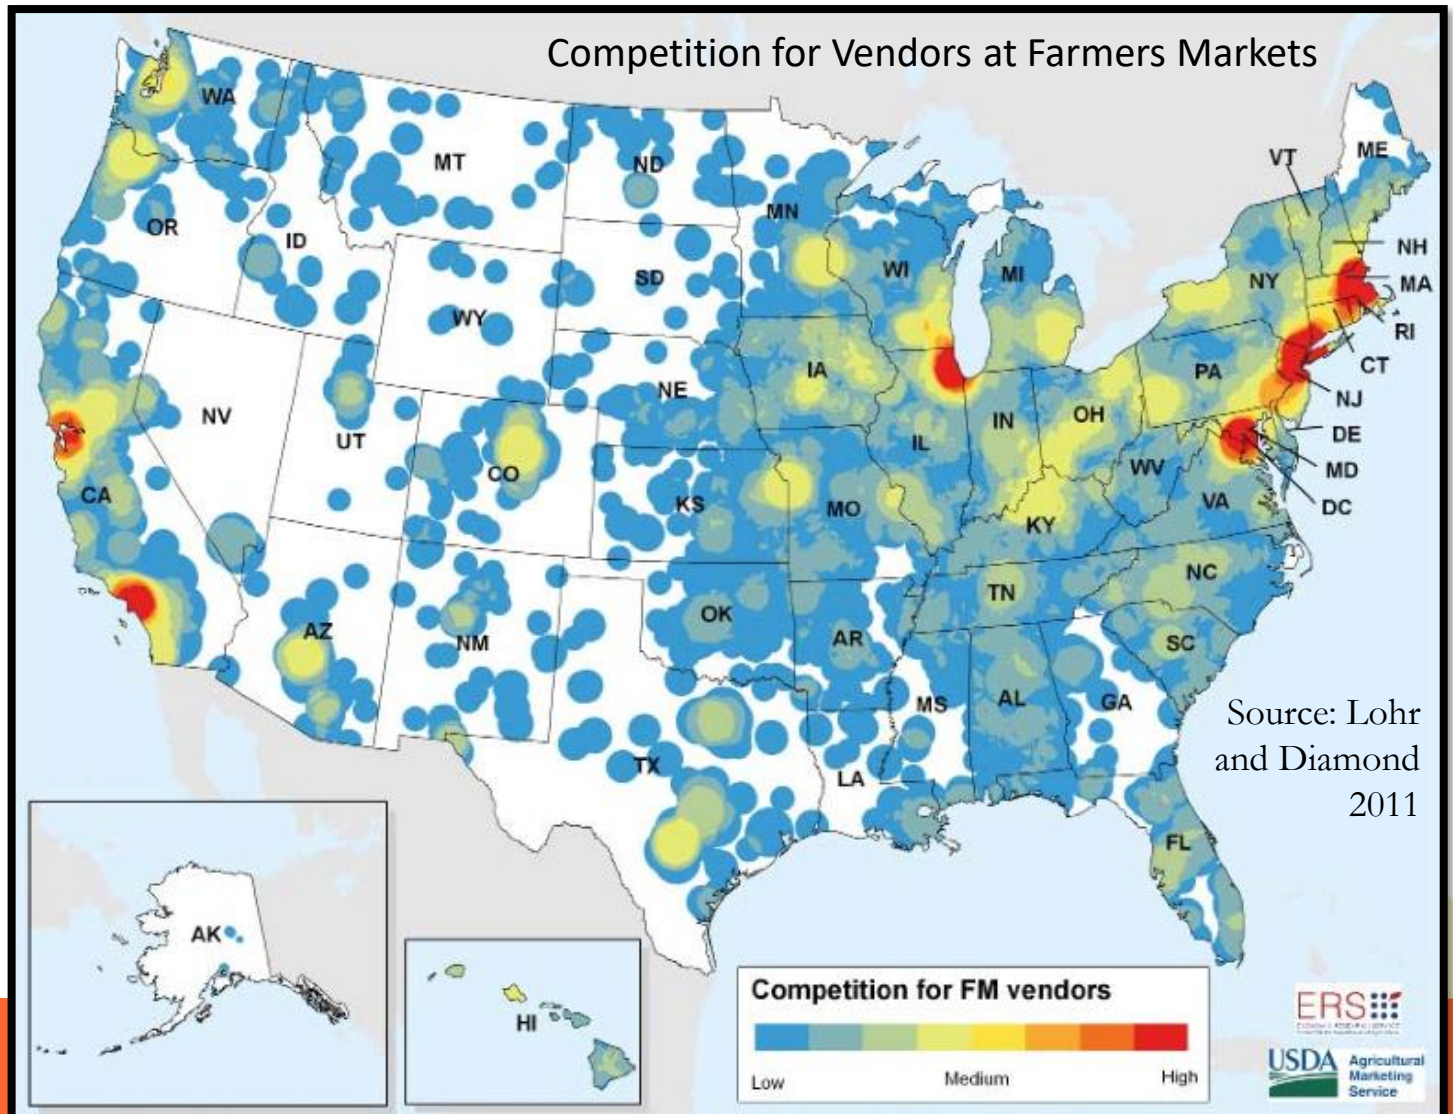 Competition for Vendors at Farmers Markets
WA
MT
ND
MN
VT
ME
OR
ID
SD
WI
MI
NY
NH
MA
WY
RI
CT
IA
PA
NE
NJ
NV
UT
IN
OH
DE
IL
MD
CO
WV
CA
KS
MO
VA
DC
KY
NC
TN
AZ
NM
OK
AR
SC
MS
AL
GA
TX
LA
FL
Source: Lohr
and Diamond
2011
AK
HI
Competition for FM vendors
Low Medium High
ERS
USDA Agricultural
Marketing
Service